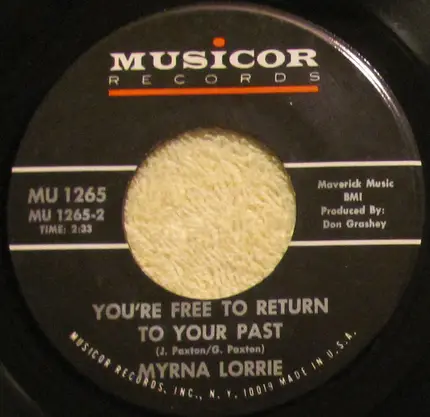 MUSICOR
RECORDS
MU 1265
MU 1265-2
TIME: 2:33
Maverick Music
BMI
Produced By:
Don Grashey
YOU'RE FREE TO RETURN
TO YOUR PAST
(J. Paxton/G. Paxton)
MYRNA LORRIE
MUSICOR RECORDS, INC., N. Y. 10019 MADE IN U.S.A.